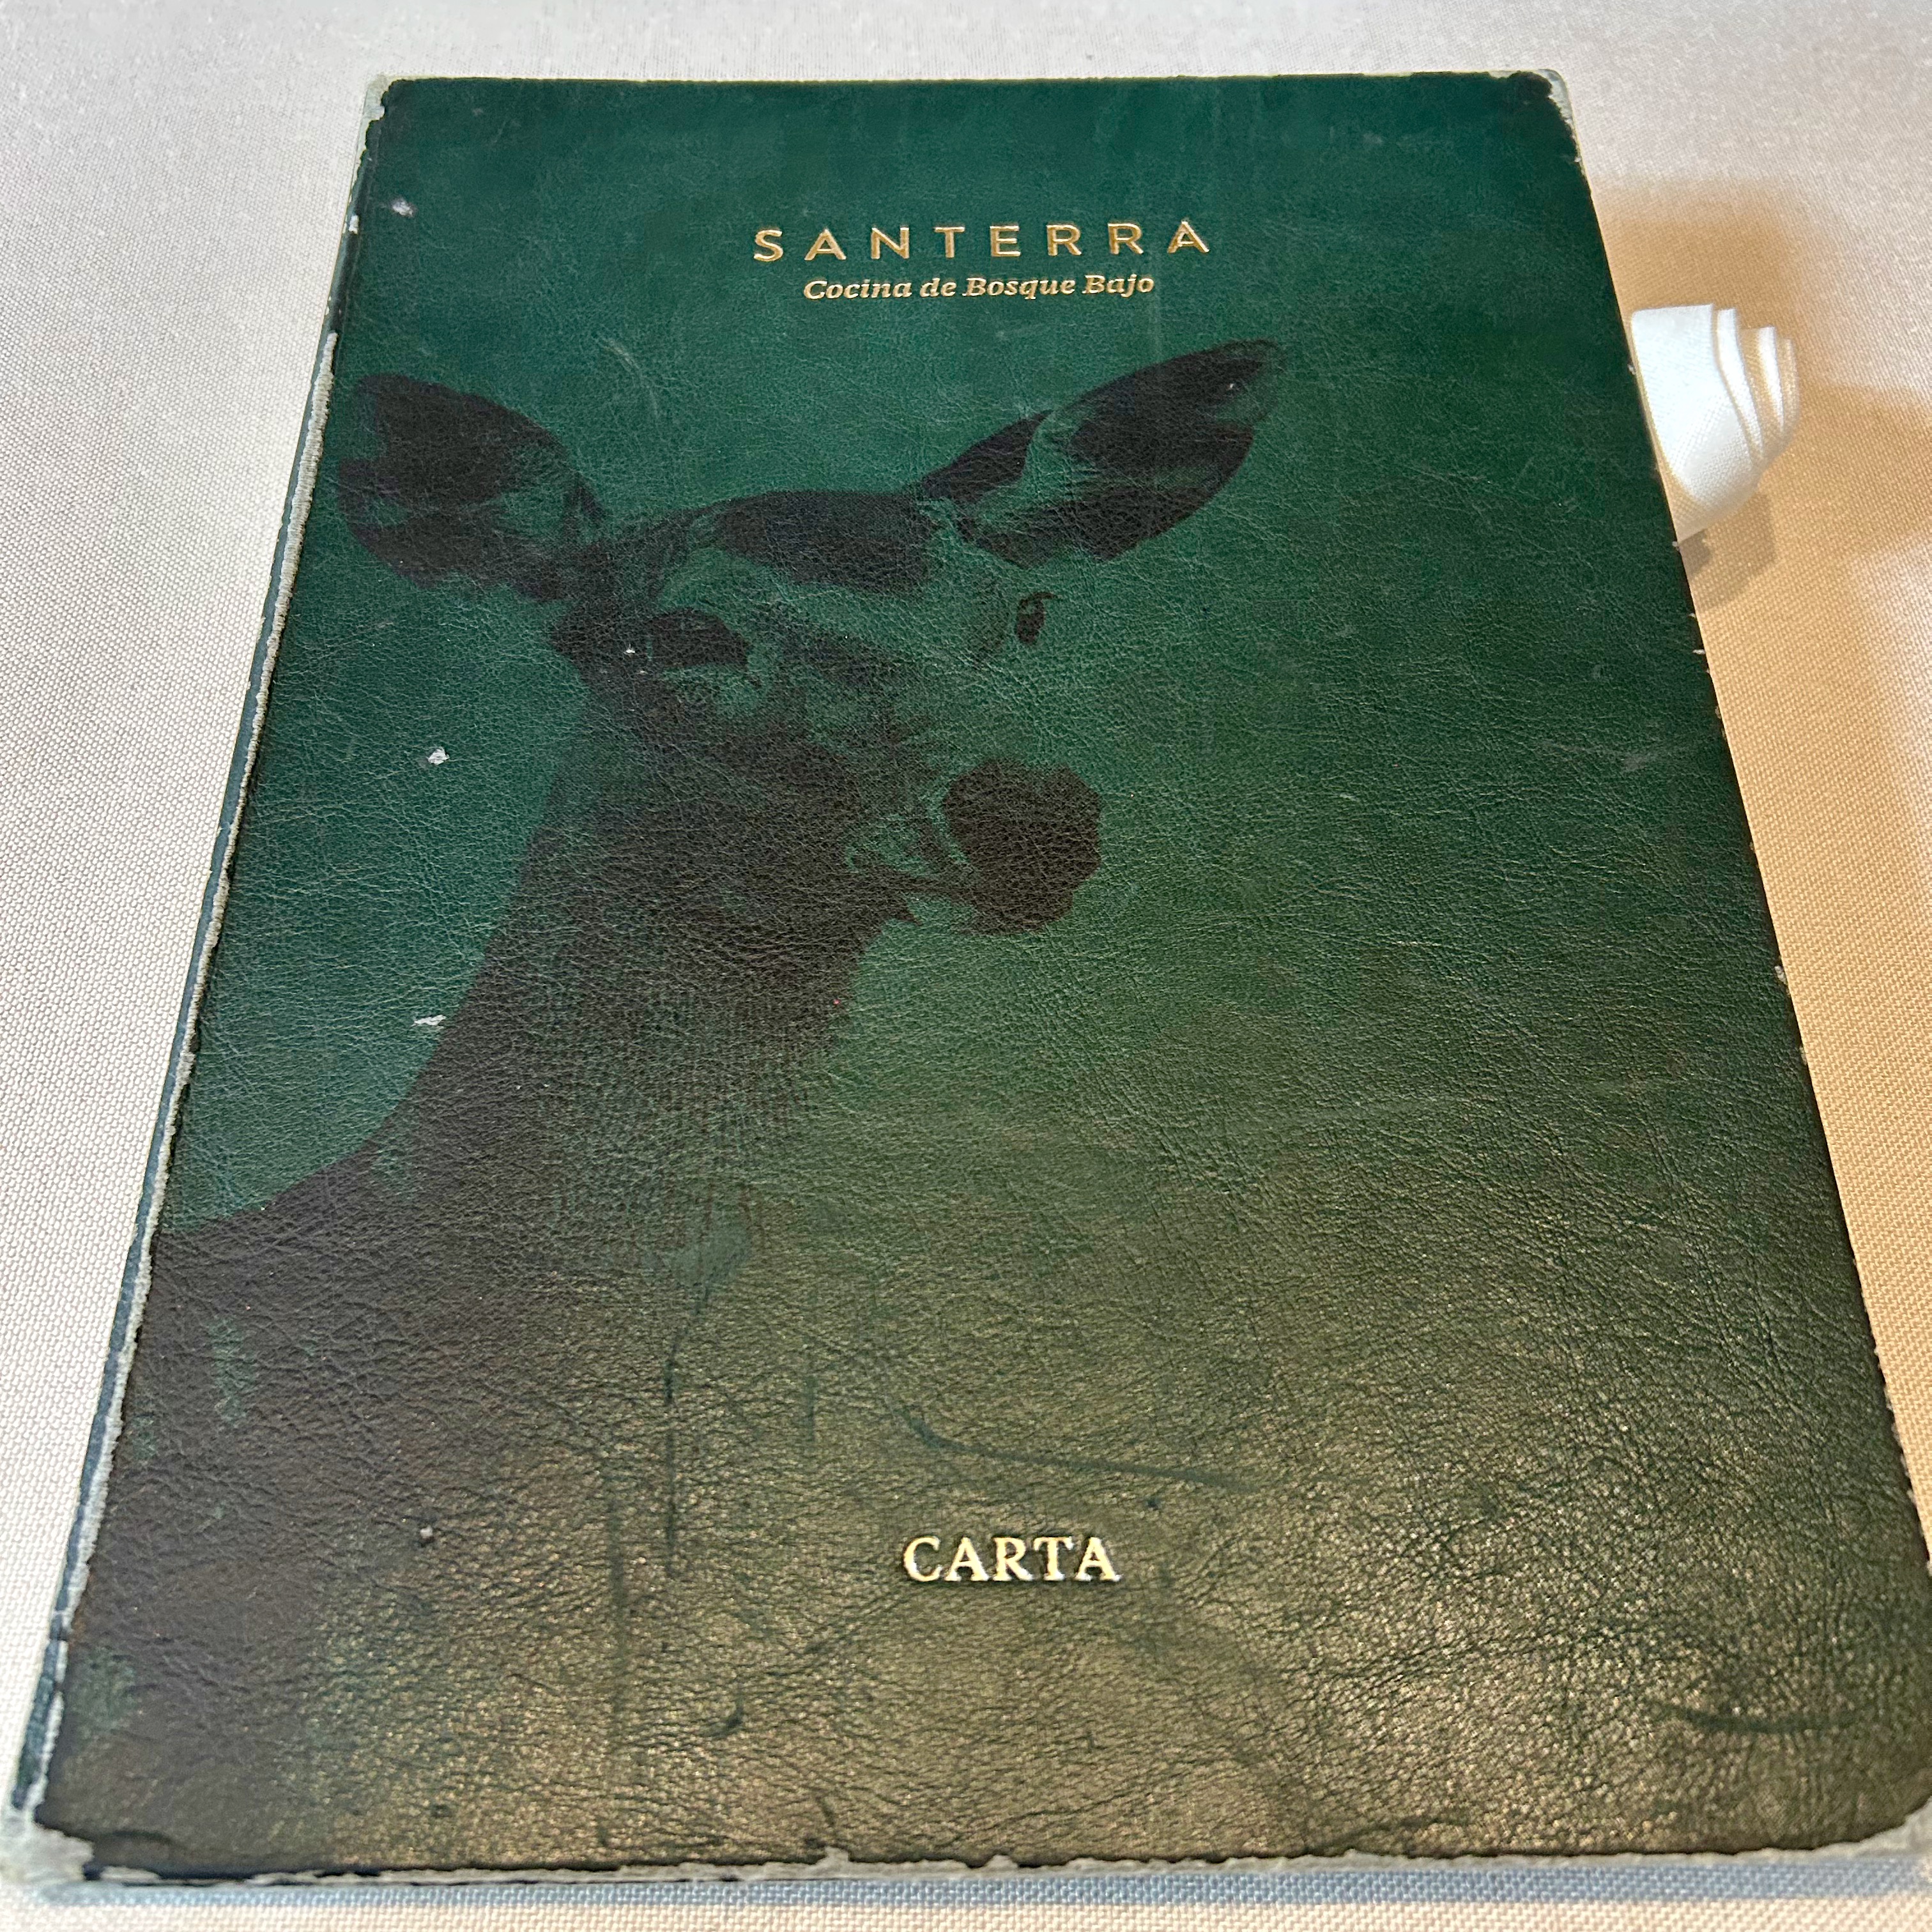 SANTERRA
Cocina de Bosque Bajo
CARTA